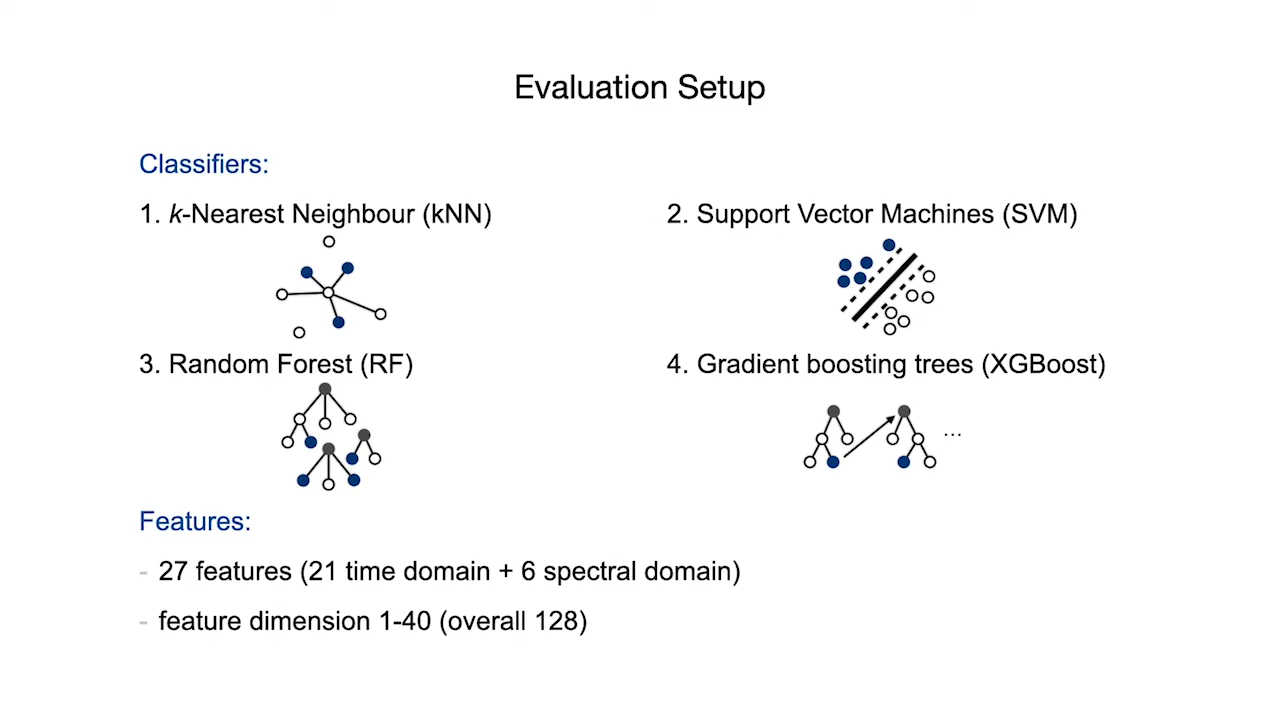 Evaluation Setup
Classifiers:
1. k-Nearest Neighbour (kNN)
2. Support Vector Machines (SVM)
3. Random Forest (RF)
4. Gradient boosting trees (XGBoost)
...
Features:
- 27 features (21 time domain + 6 spectral domain)
- feature dimension 1-40 (overall 128)